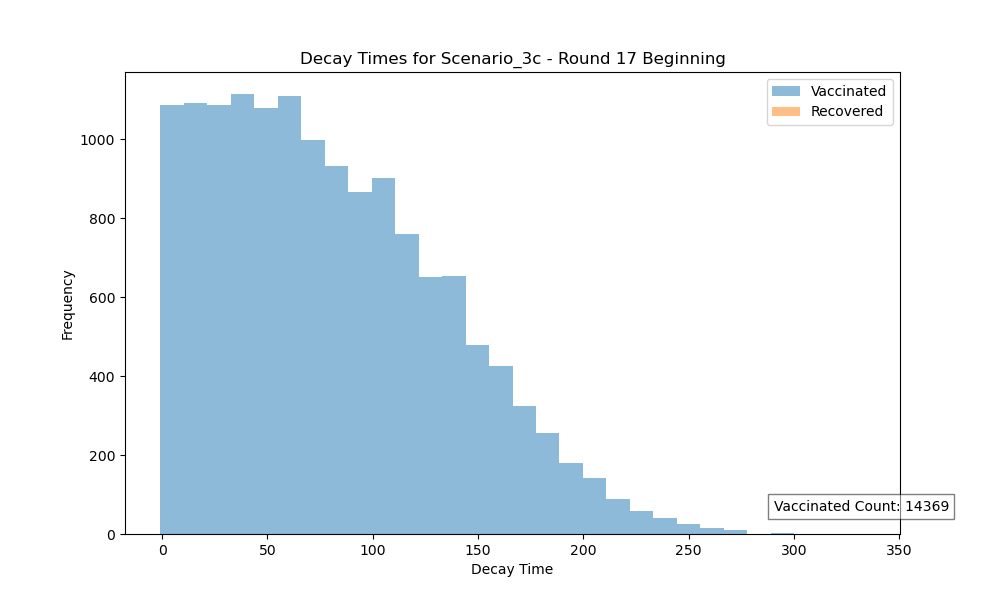 Decay Times for Scenario_3c - Round 17 Beginning
Vaccinated
Recovered
1000
800
600
400
200
0
Frequency
Vaccinated Count: 14369
0 50 100 150 200 250 300 350
Decay Time